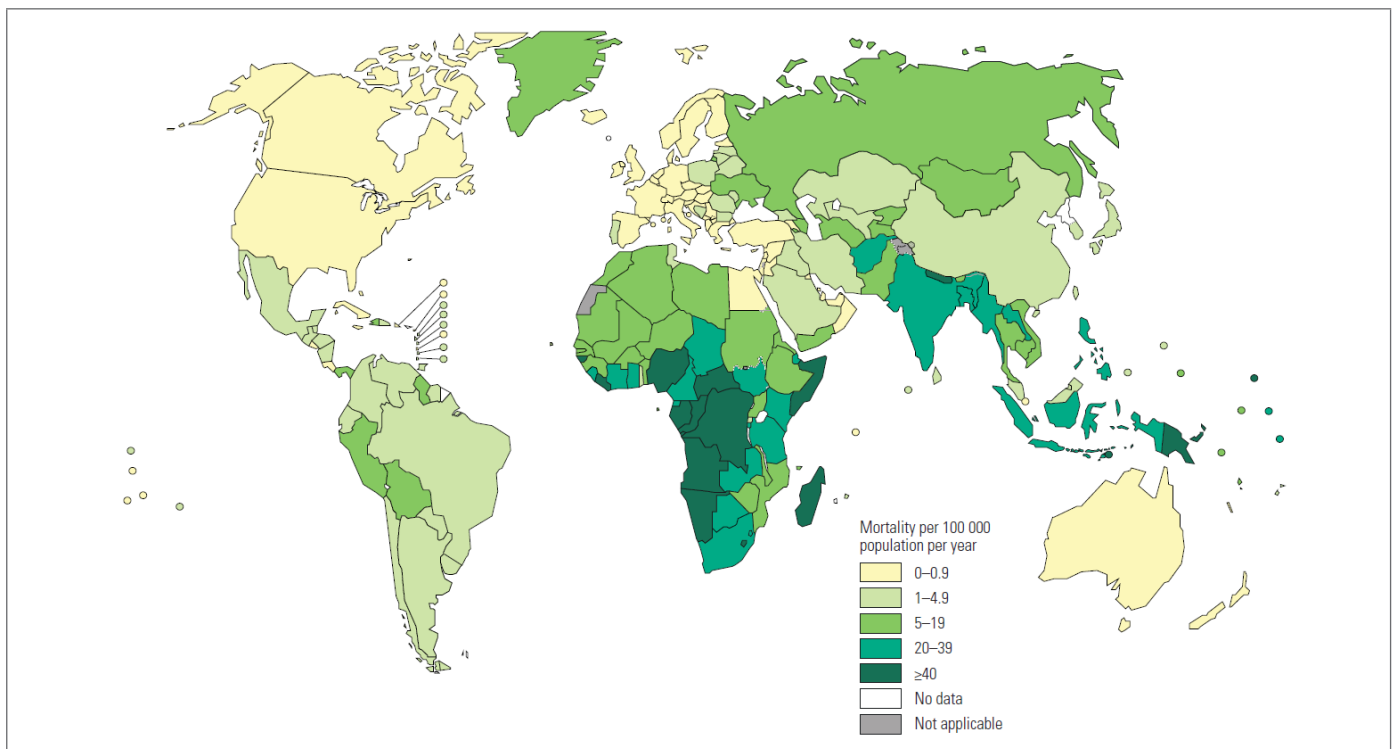 Mortality per 100 000
population per year
0–0.9
1–4.9
5–19
20–39
≥40
No data
Not applicable